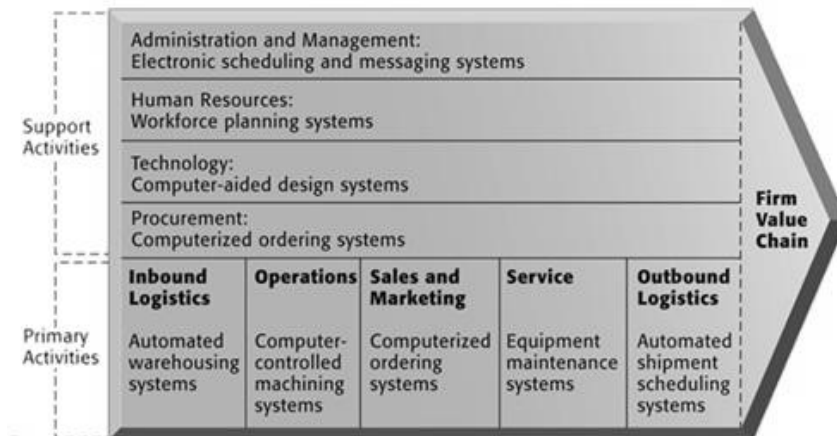 Support
Activities
Administration and Management:
Electronic scheduling and messaging systems
Human Resources:
Workforce planning systems
Technology:
Computer-aided design systems
Procurement:
Computerized ordering systems
Firm
Value
Chain
Primary
Activities
Inbound
Logistics
Automated
warehousing
systems
Operations
Computer-
controlled
machining
systems
Sales and
Marketing
Computerized
ordering
systems
Service
Equipment
maintenance
systems
Outbound
Logistics
Automated
shipment
scheduling
systems